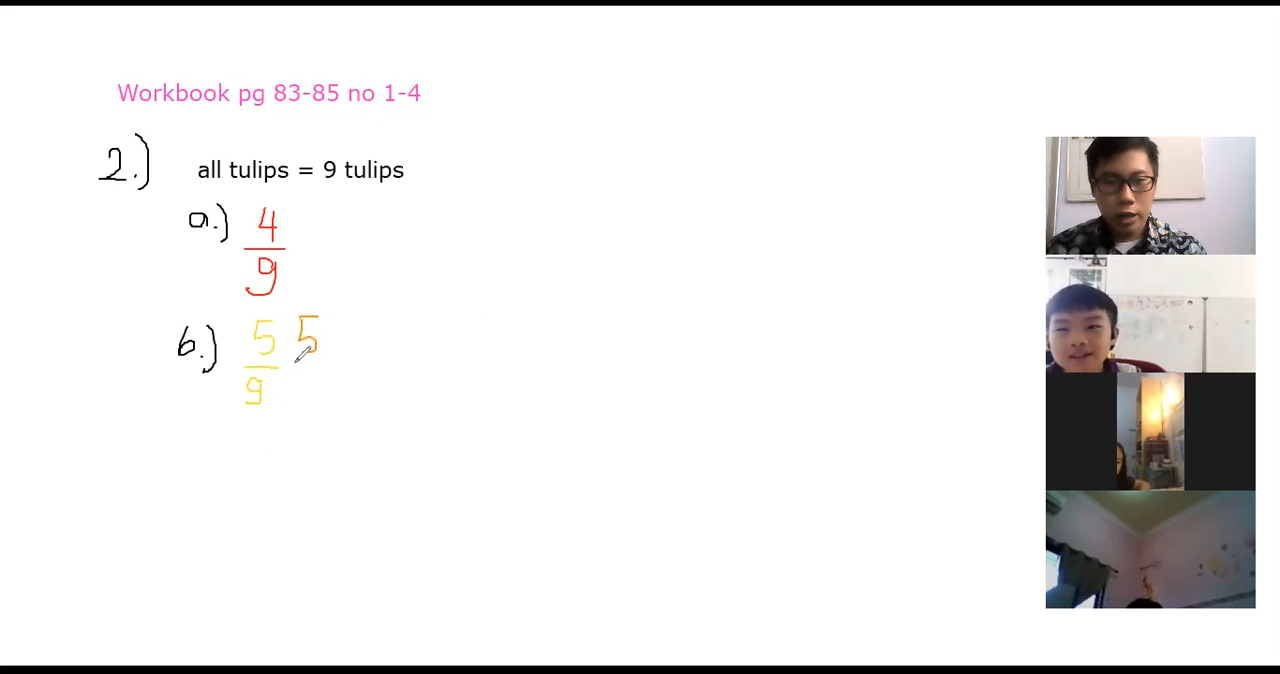 Workbook pg 83-85 no 1-4
2.) all tulips = 9 tulips
a.) 4/9
b.) 5/9 5